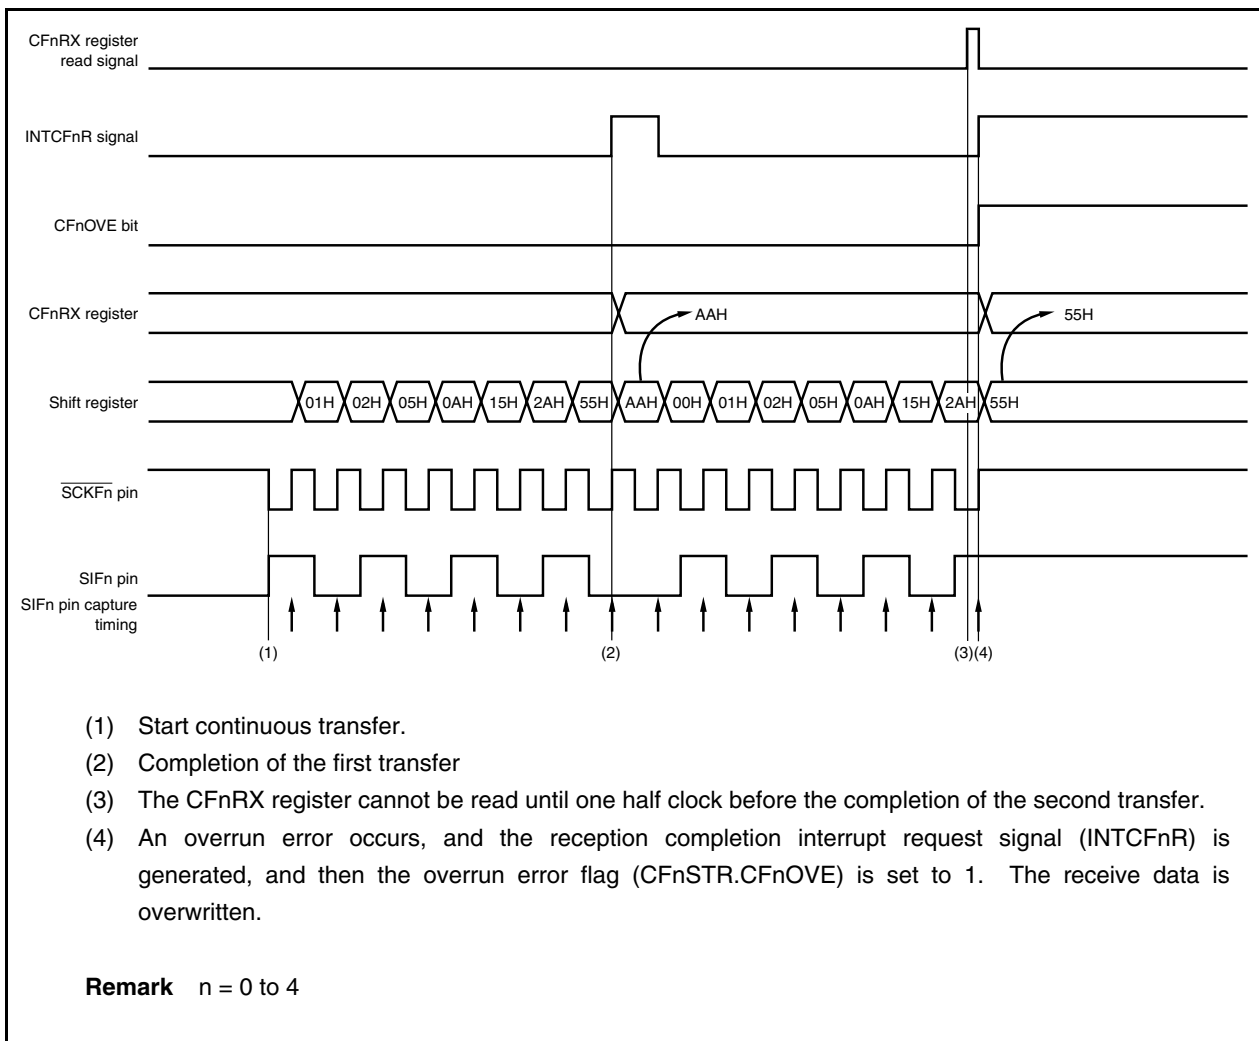 CFnRX register
read signal
INTCFnR signal
CFnOVE bit
CFnRX register
AAH
55H
Shift register
01H 02H 05H 0AH 15H 2AH 55H AAH 00H 01H 02H 05H 0AH 15H 2AH 55H
SCKFn pin
SIFn pin
SIFn pin capture
timing
(1) (2) (3)(4)
(1) Start continuous transfer.
(2) Completion of the first transfer
(3) The CFnRX register cannot be read until one half clock before the completion of the second transfer.
(4) An overrun error occurs, and the reception completion interrupt request signal (INTCFnR) is
generated, and then the overrun error flag (CFnSTR.CFnOVE) is set to 1. The receive data is
overwritten.
Remark n = 0 to 4